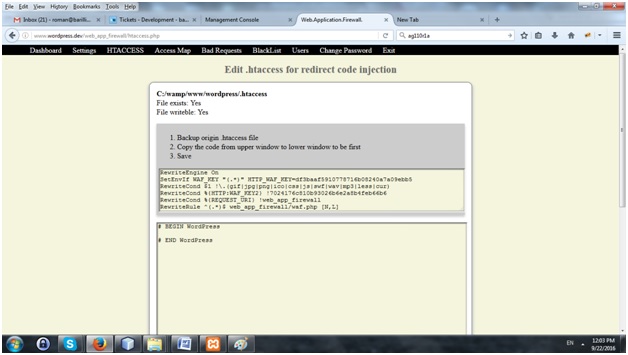 File Edit View History Bookmarks Tools Help
Inbox (2) - roman@barilli... Tickets - Development - ba... Management Console Web.Application.Firewall. New Tab
www.wordpress.dev/web_app_firewall/htaccess.php ag110r1a
Dashboard Settings HTACCESS Access Map Bad Requests BlackList Users Change Password Exit
Edit .htaccess for redirect code injection
C:/wamp/www/wordpress/.htaccess
File exists: Yes
File writeble: Yes
1. Backup origin .htaccess file
2. Copy the code from upper window to lower window to be first
3. Save
RewriteEngine On
SetEnvIf WAF_KEY "(.*)" HTTP_WAF_KEY=df3baaf5910778716b08240a7a09ebb5
RewriteCond $1 !\.(gif|jpg|png|ico|css|js|swf|wav|mp3|less|cur)
RewriteCond %{HTTP:WAF_KEY2} !7024176c810b93026b6e2a8b4feb66b6
RewriteCond %{REQUEST_URI} !web_app_firewall
RewriteRule ^(.*)$ web_app_firewall/waf.php [N,L]
# BEGIN WordPress
# END WordPress
EN 12:03 PM
9/22/2016